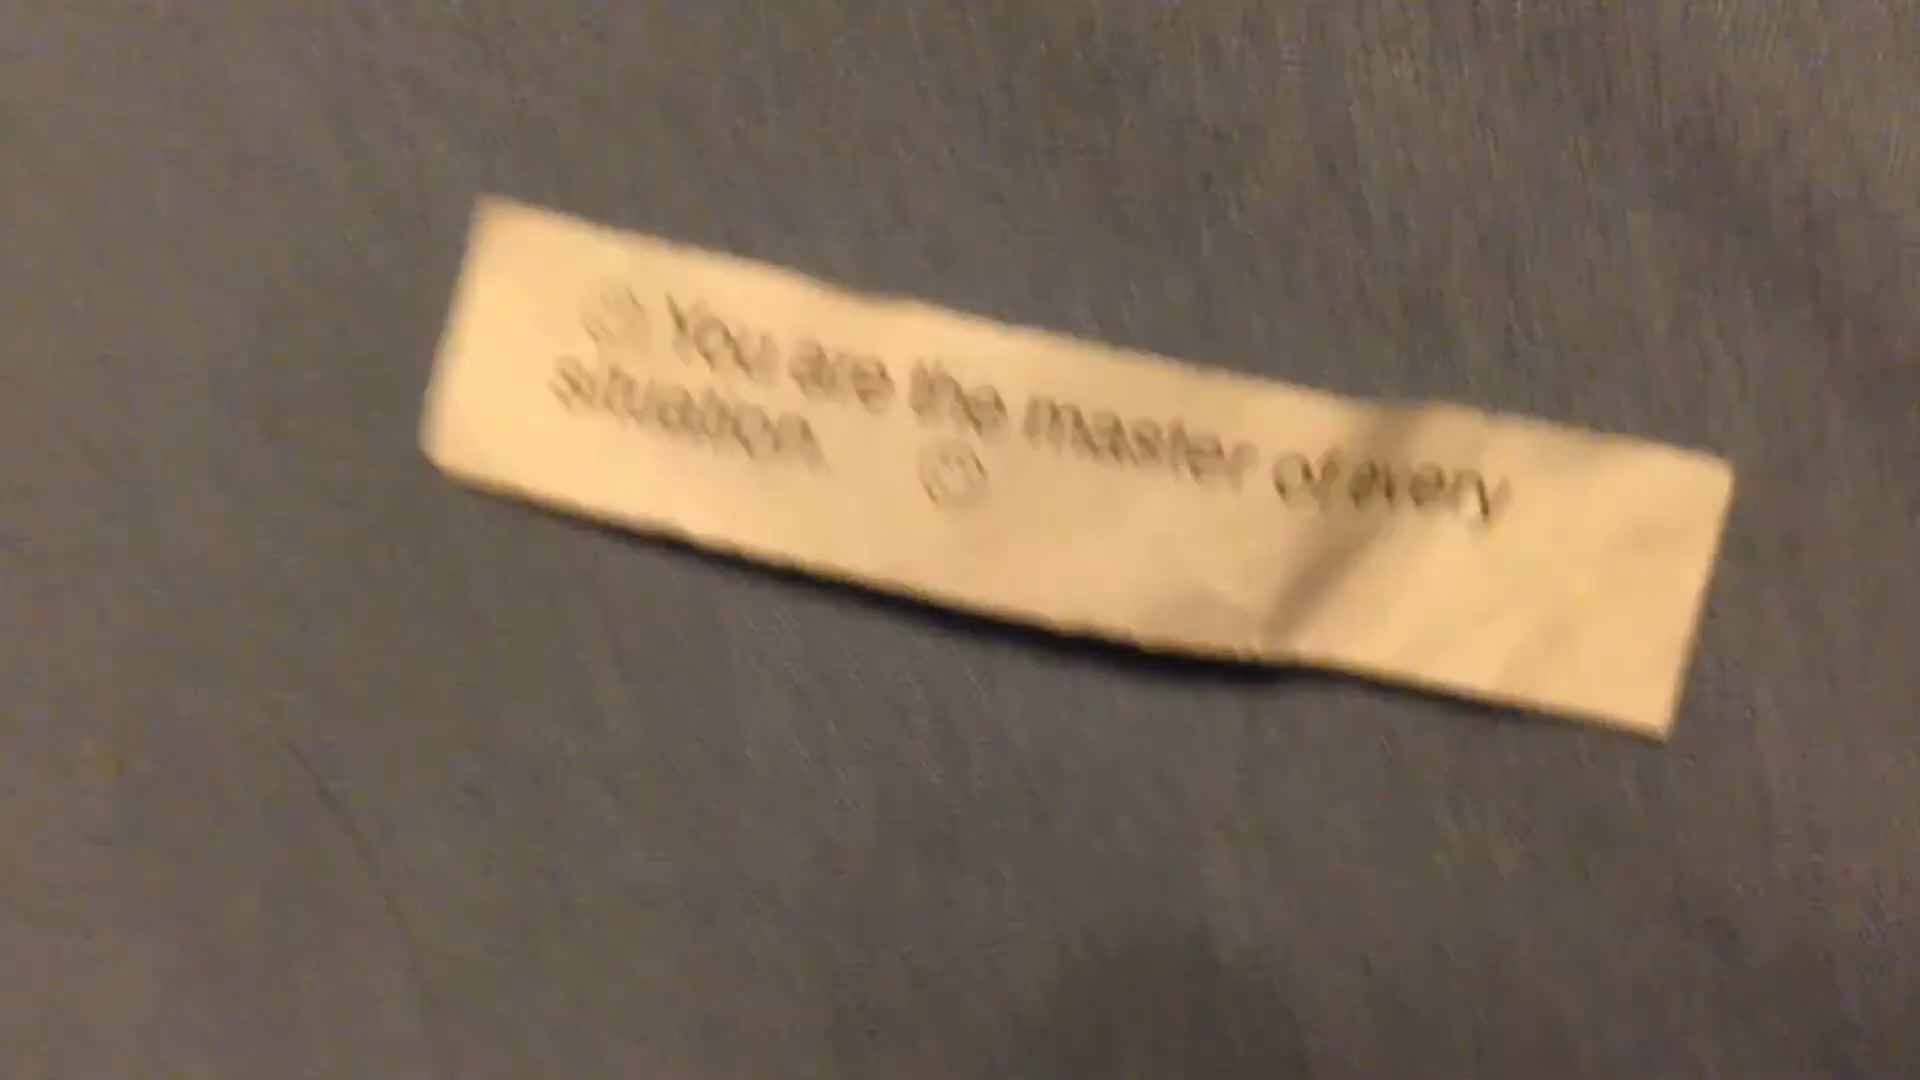 ☺ You are the master of every
situation. ☺